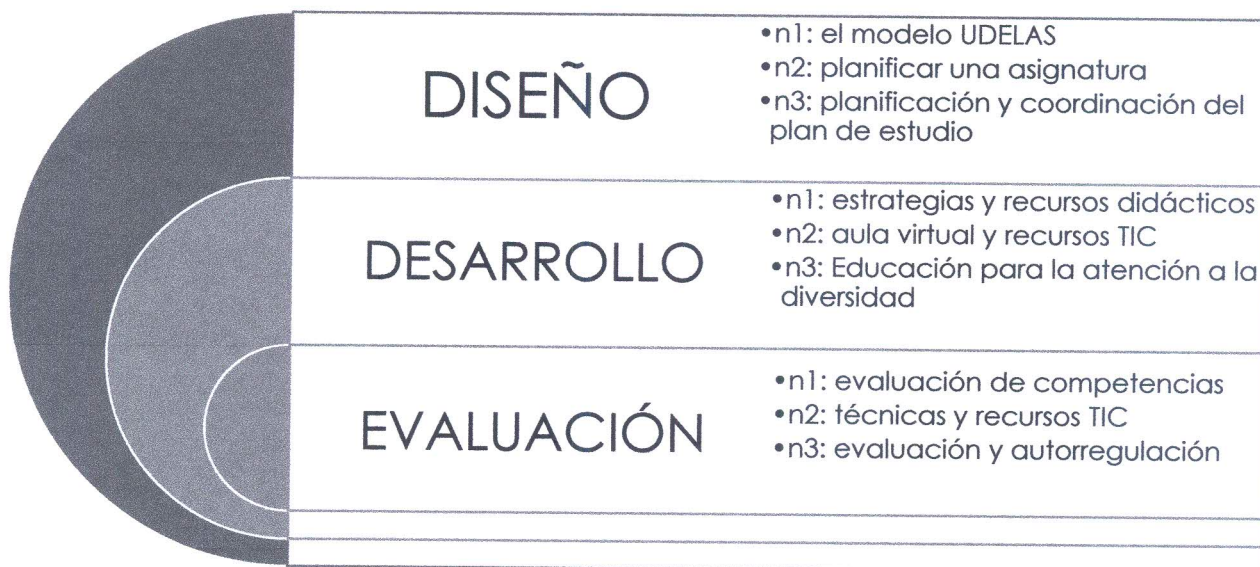 DISEÑO
•n1: el modelo UDELAS
•n2: planificar una asignatura
•n3: planificación y coordinación del
plan de estudio
DESARROLLO
•n1: estrategias y recursos didácticos
•n2: aula virtual y recursos TIC
•n3: Educación para la atención a la
diversidad
EVALUACIÓN
•n1: evaluación de competencias
•n2: técnicas y recursos TIC
•n3: evaluación y autorregulación